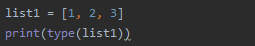 list1 = [1, 2, 3]
print(type(list1))